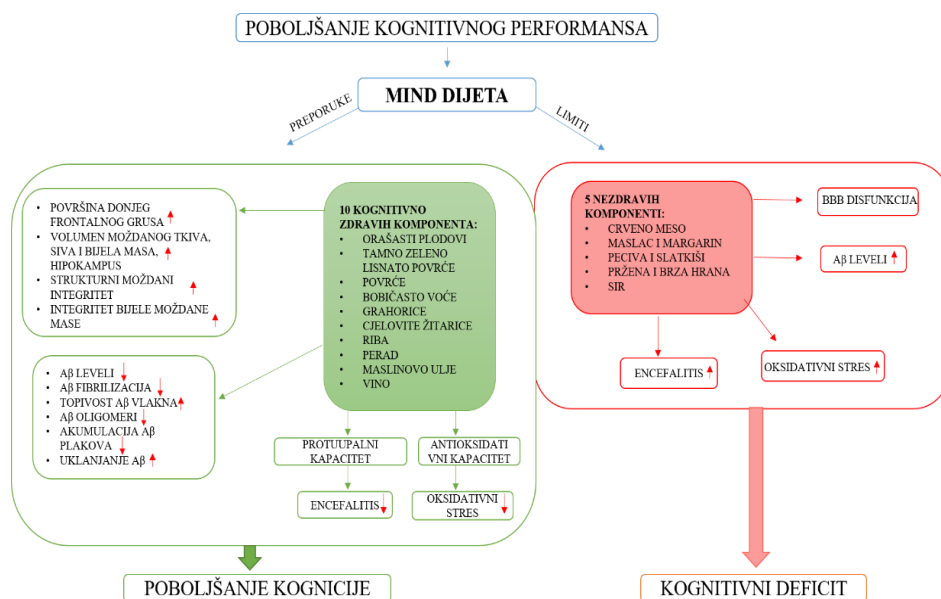 POBOLJŠANJE KOGNITIVNOG PERFORMANSA
MIND DIJETA
PREPORUKE
LIMITI
• POVRŠINA DONJEG
FRONTALNOG GRUSA ↑
• VOLUMEN MOŽDANOG TKIVA,
SIVA I BIJELA MASA, ↑
HIPOKAMPUS
• STRUKTURNI MOŽDANI
INTEGRITET ↑
• INTEGRITET BIJELE MOŽDANE
MASE ↑
• Aβ LEVELI ↓
• Aβ FIBRILIZACIJA ↓
• TOPIVOST Aβ VLAKNA ↑
• Aβ OLIGOMERI ↓
• AKUMULACIJA Aβ
PLAKOVA ↓
• UKLANJANJE Aβ ↑
10 KOGNITIVNO
ZDRAVIH KOMPONENTA:
• ORAŠASTI PLODOVI
• TAMNO ZELENO
LISNATO POVRĆE
• POVRĆE
• BOBIČASTO VOĆE
• GRAHORICE
• CJELOVITE ŽITARICE
• RIBA
• PERAD
• MASLINOVO ULJE
• VINO
PROTUUPALNI
KAPACITET
ANTIOKSIDATI
VNI KAPACITET
ENCEFALITIS ↓
OKSIDATIVNI
STRES ↓
5 NEZDRAVIH
KOMPONENTI:
• CRVENO MESO
• MASLAC I MARGARIN
• PECIVA I SLATKIŠI
• PRŽENA I BRZA HRANA
• SIR
BBB DISFUNKCIJA
Aβ LEVELI ↑
ENCEFALITIS ↑
OKSIDATIVNI STRES ↑
POBOLJŠANJE KOGNICIJE
KOGNITIVNI DEFICIT